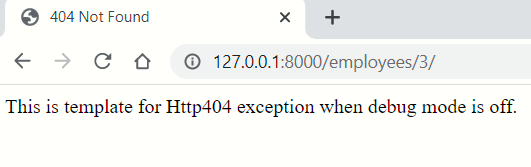 404 Not Found
127.0.0.1:8000/employees/3/
This is template for Http404 exception when debug mode is off.